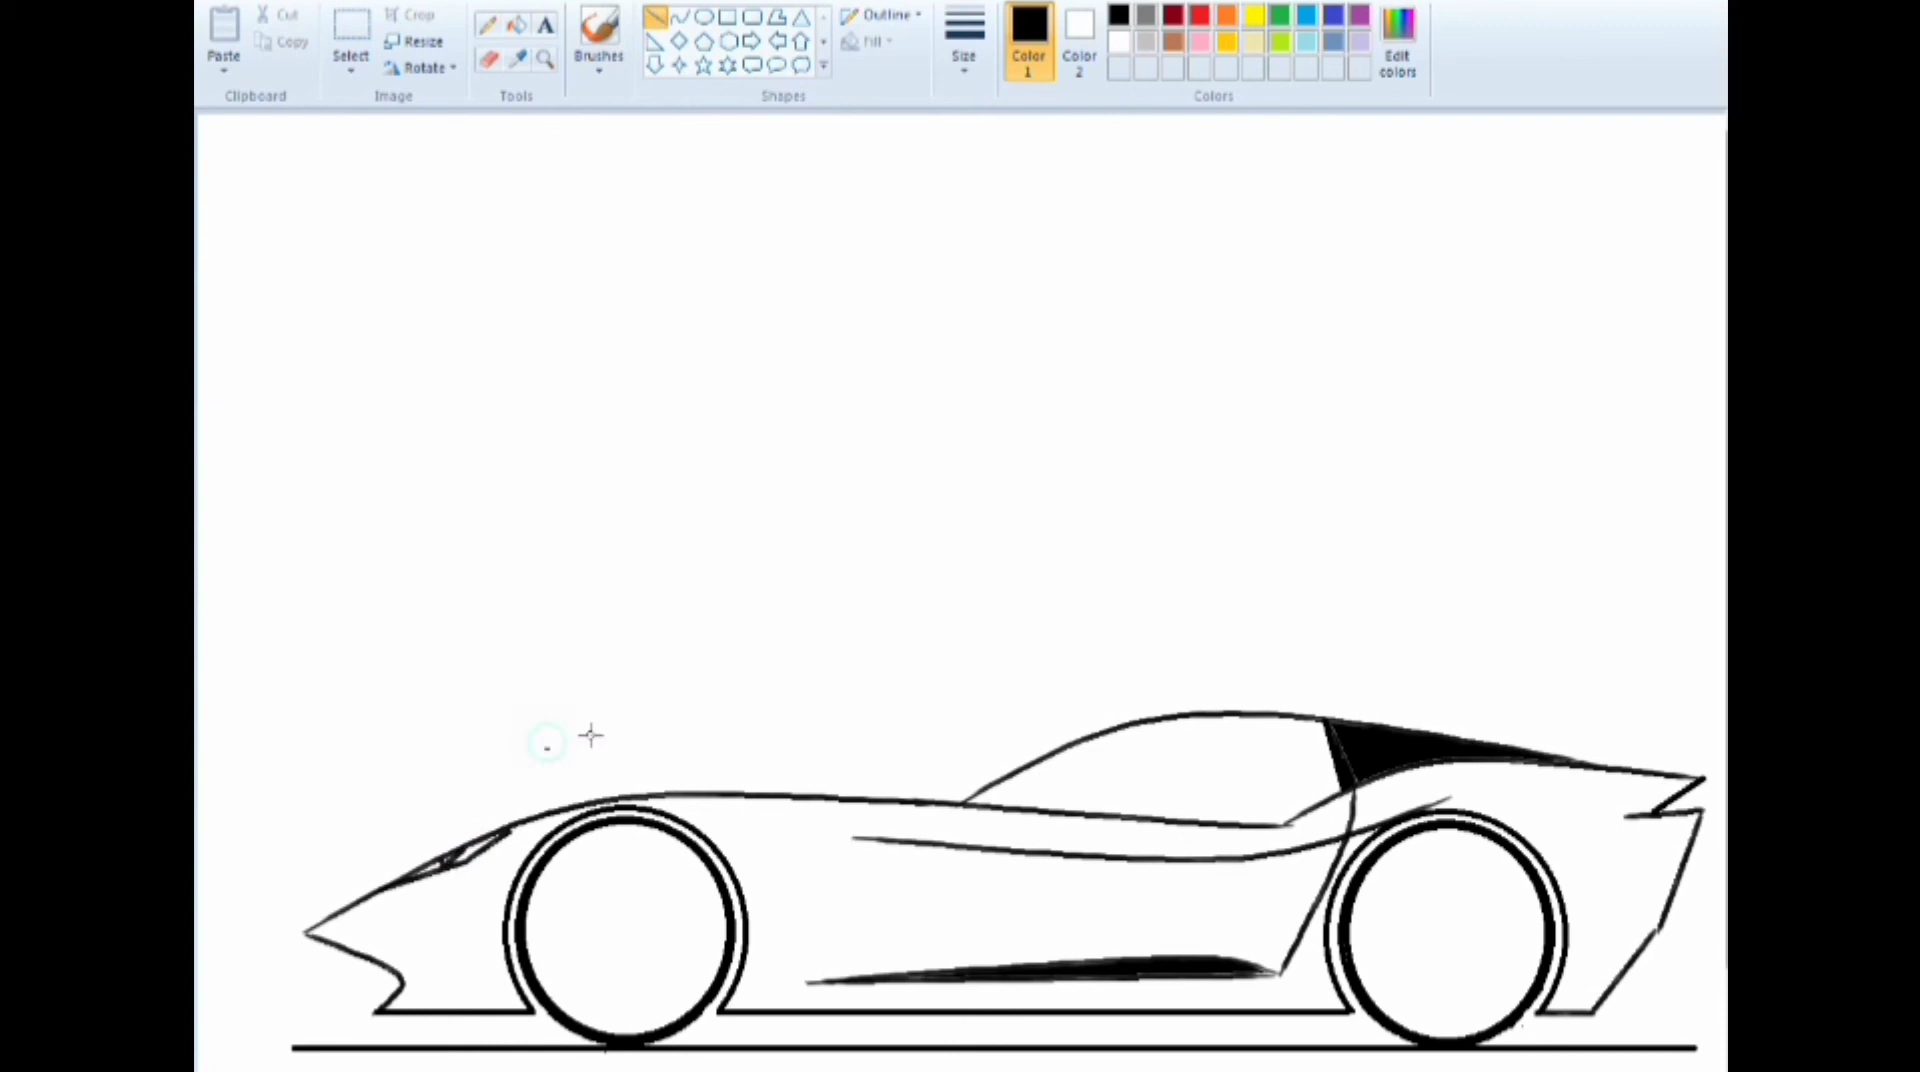 Paste
Cut
Copy
Clipboard
Select
Crop
Resize
Rotate
Image
A
Tools
Brushes
Outline
Fill
Shapes
Size
Color
1
Color
2
Edit
colors
Colors